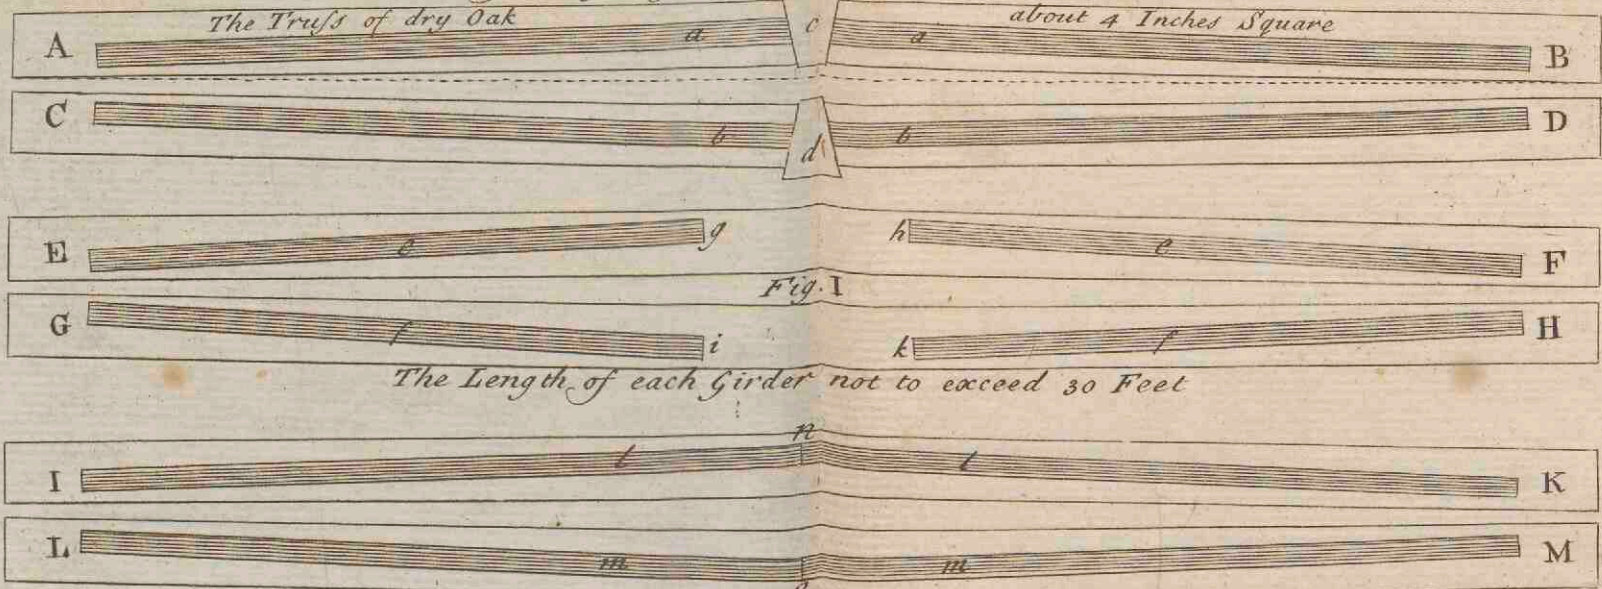 The Truſs of dry Oak about 4 Inches Square
A a c a B
C b d b D
E e g h e F
Fig. I
G f i k f H
The Length of each Girder not to exceed 30 Feet
n
I l l K
L m m M